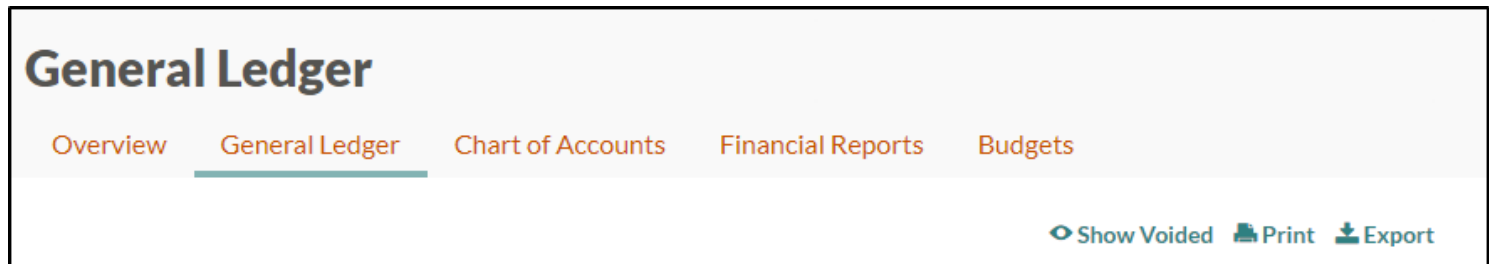 General Ledger
Overview General Ledger Chart of Accounts Financial Reports Budgets
Show Voided Print Export